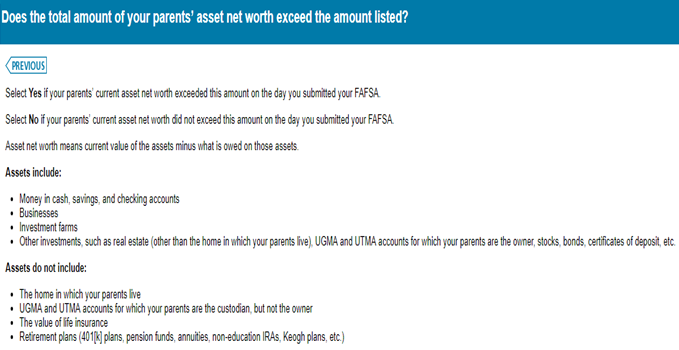 Does the total amount of your parents' asset net worth exceed the amount listed?
PREVIOUS
Select Yes if your parents' current asset net worth exceeded this amount on the day you submitted your FAFSA.
Select No if your parents' current asset net worth did not exceed this amount on the day you submitted your FAFSA.
Asset net worth means current value of the assets minus what is owed on those assets.
Assets include:
• Money in cash, savings, and checking accounts
• Businesses
• Investment farms
• Other investments, such as real estate (other than the home in which your parents live), UGMA and UTMA accounts for which your parents are the owner, stocks, bonds, certificates of deposit, etc.
Assets do not include:
• The home in which your parents live
• UGMA and UTMA accounts for which your parents are the custodian, but not the owner
• The value of life insurance
• Retirement plans (401[k] plans, pension funds, annuities, non-education IRAs, Keogh plans, etc.)